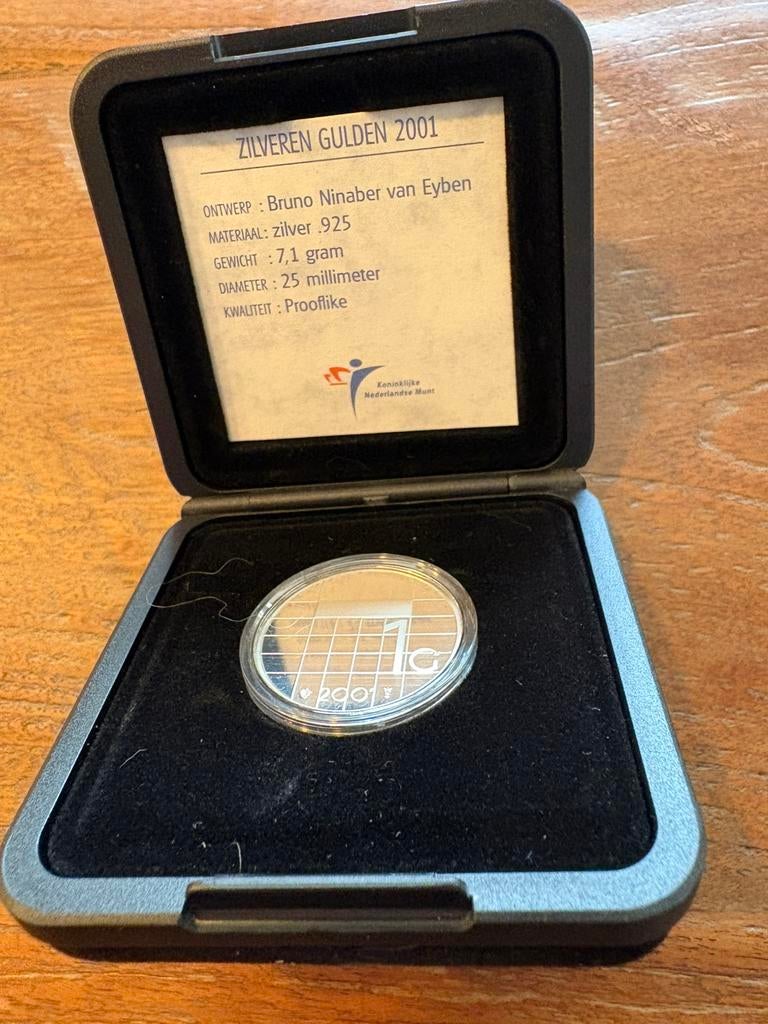 ZILVEREN GULDEN 2001
ONTWERP : Bruno Ninaber van Eyben
MATERIAAL : zilver .925
GEWICHT : 7,1 gram
DIAMETER : 25 millimeter
KWALITEIT : Prooflike
Koninklijke
Nederlandse Munt
1G
2001